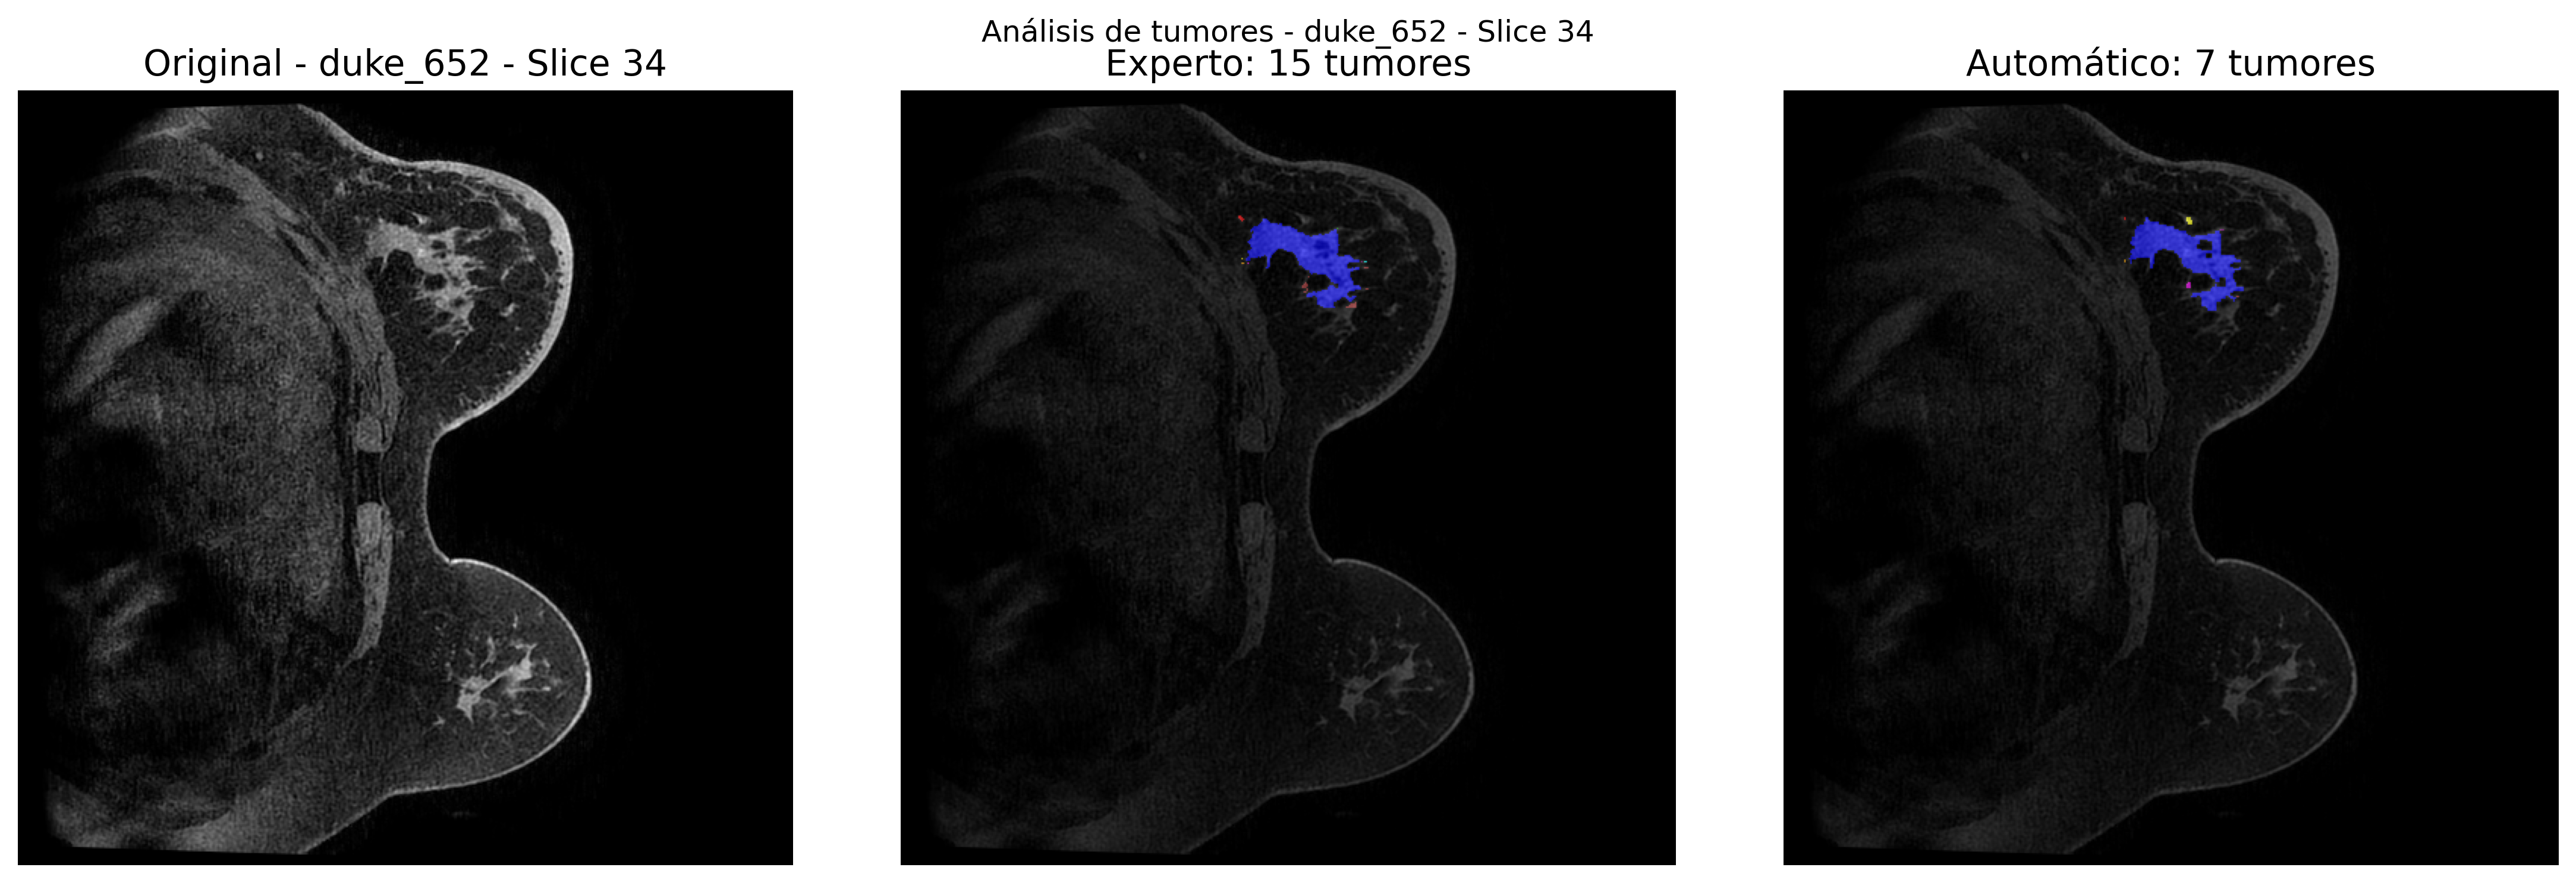 Análisis de tumores - duke_652 - Slice 34
Original - duke_652 - Slice 34
Experto: 15 tumores
Automático: 7 tumores